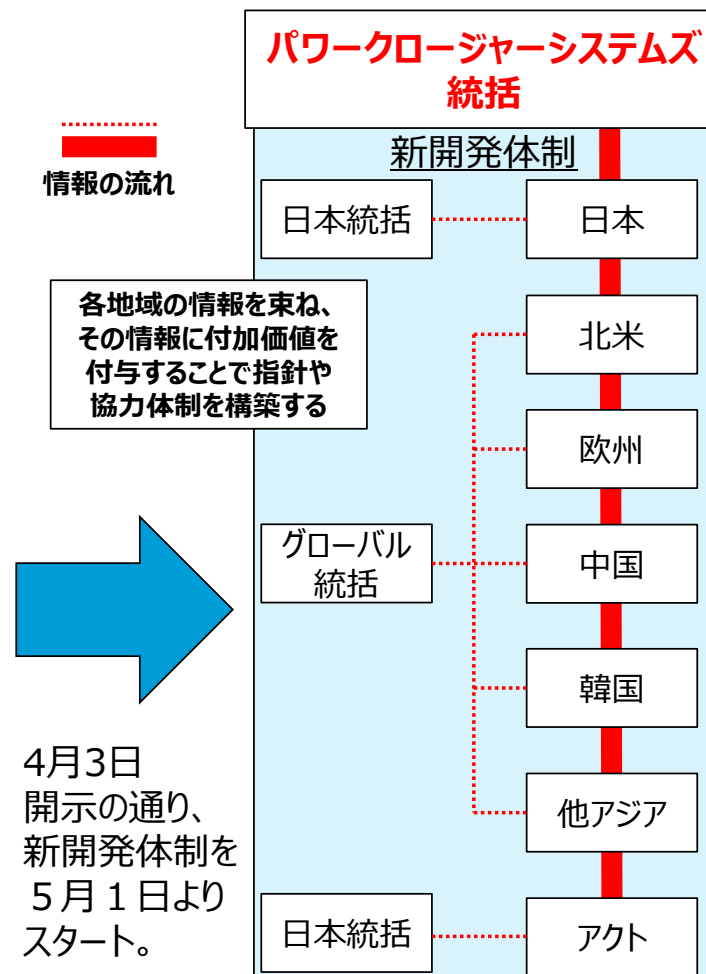 パワークロージャーシステムズ
統括
情報の流れ
新開発体制
日本統括
日本
各地域の情報を束ね、
その情報に付加価値を
付与することで指針や
協力体制を構築する
北米
欧州
グローバル
統括
中国
韓国
他アジア
4月3日
開示の通り、
新開発体制を
５月１日より
スタート。
日本統括
アクト